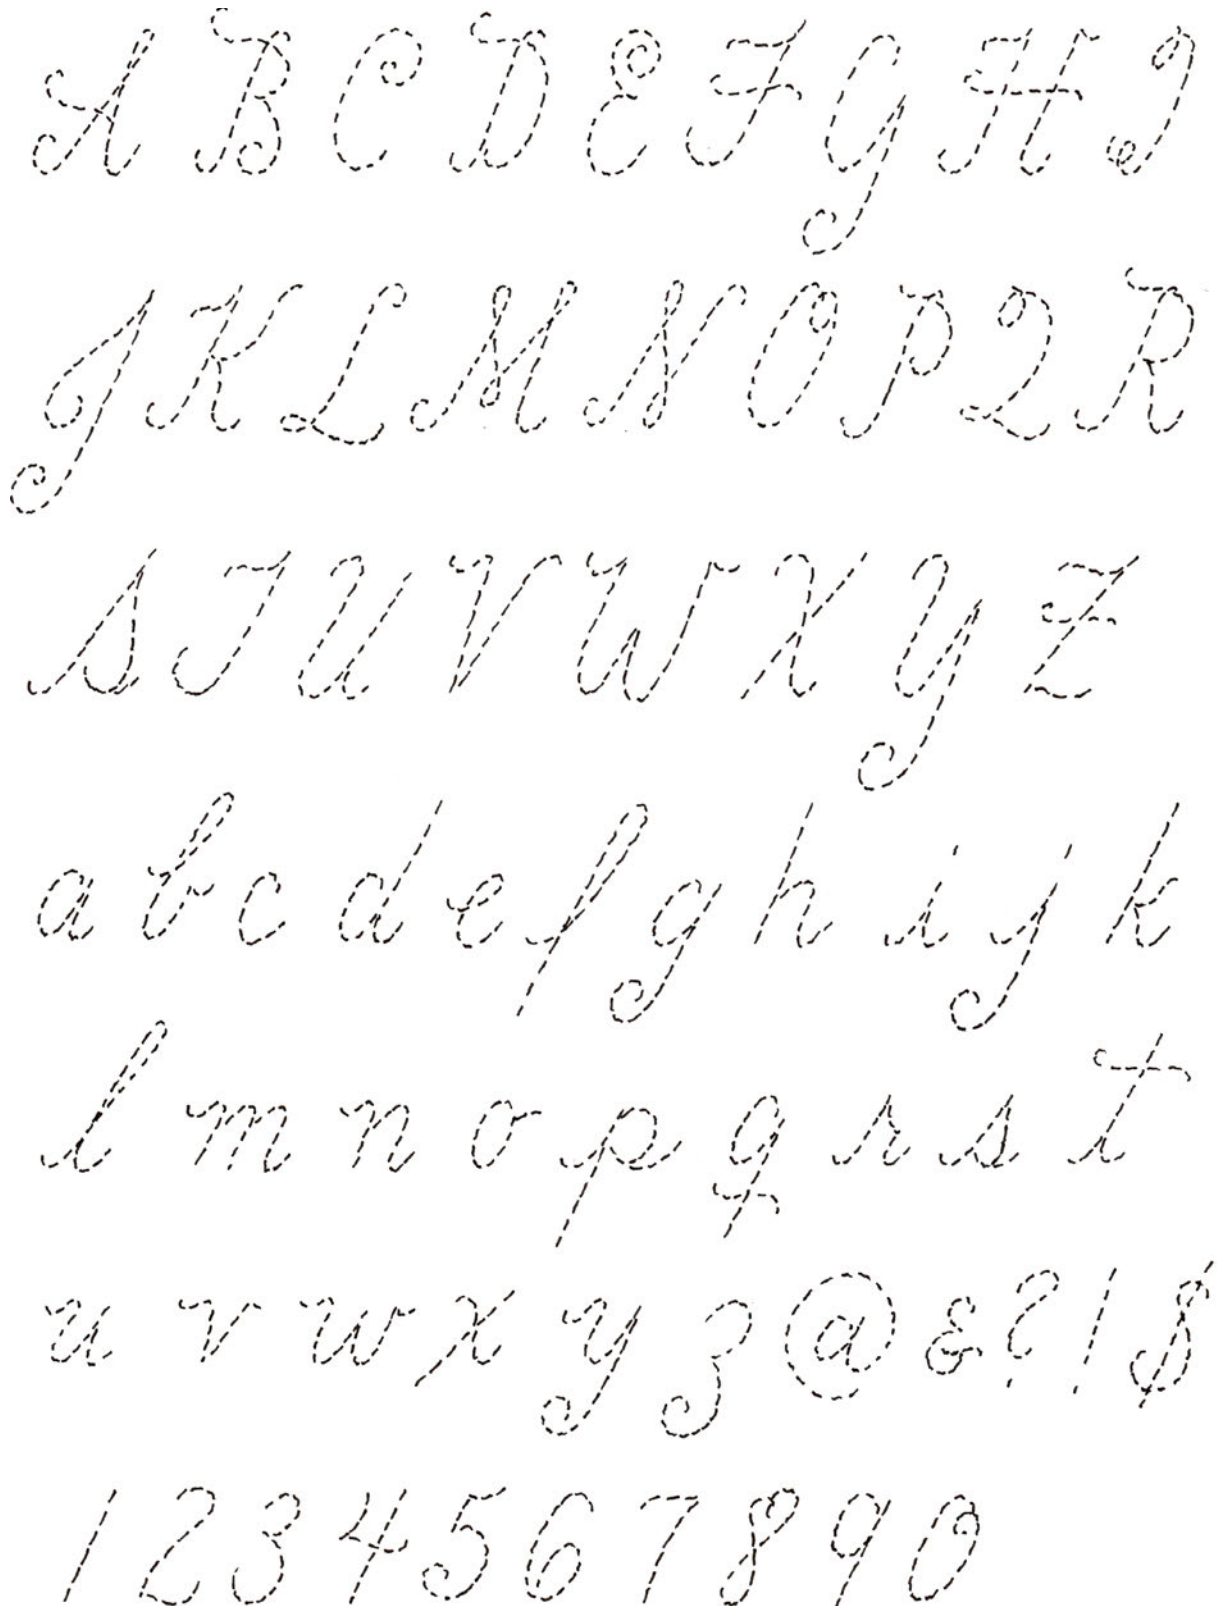 A B C D E F G H I
J K L M N O P Q R
S T U V W X Y Z
a b c d e f g h i j k
l m n o p q r s t
u v w x y z @ & ? ! $
1 2 3 4 5 6 7 8 9 0